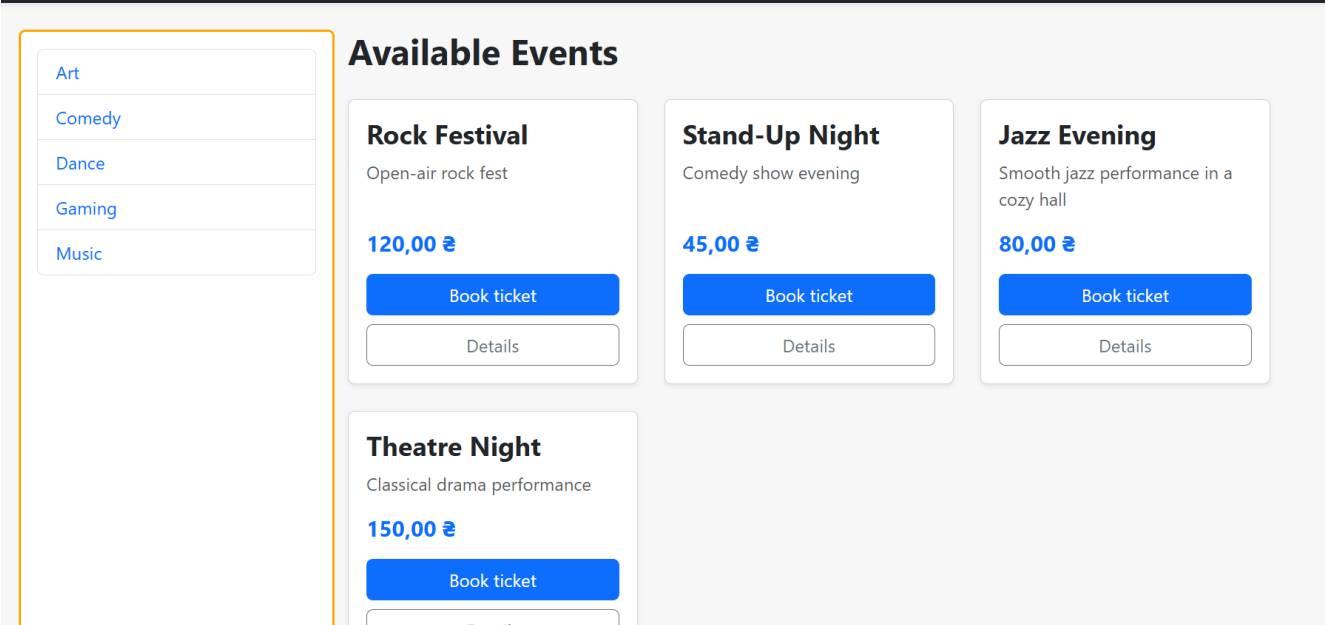 Art
Comedy
Dance
Gaming
Music
Available Events
Rock Festival
Open-air rock fest
120,00 ₴
Book ticket
Details
Stand-Up Night
Comedy show evening
45,00 ₴
Book ticket
Details
Jazz Evening
Smooth jazz performance in a
cozy hall
80,00 ₴
Book ticket
Details
Theatre Night
Classical drama performance
150,00 ₴
Book ticket